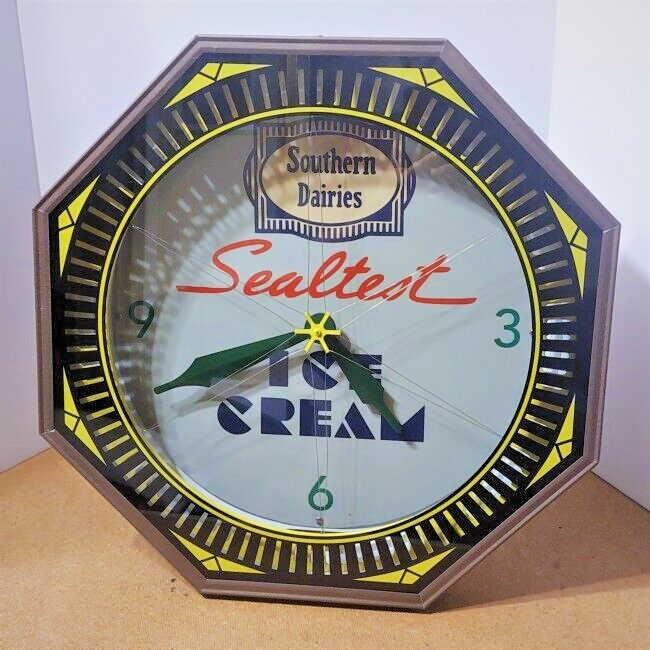 Southern
Dairies
Sealtest
9
3
ICE
CREAM
6